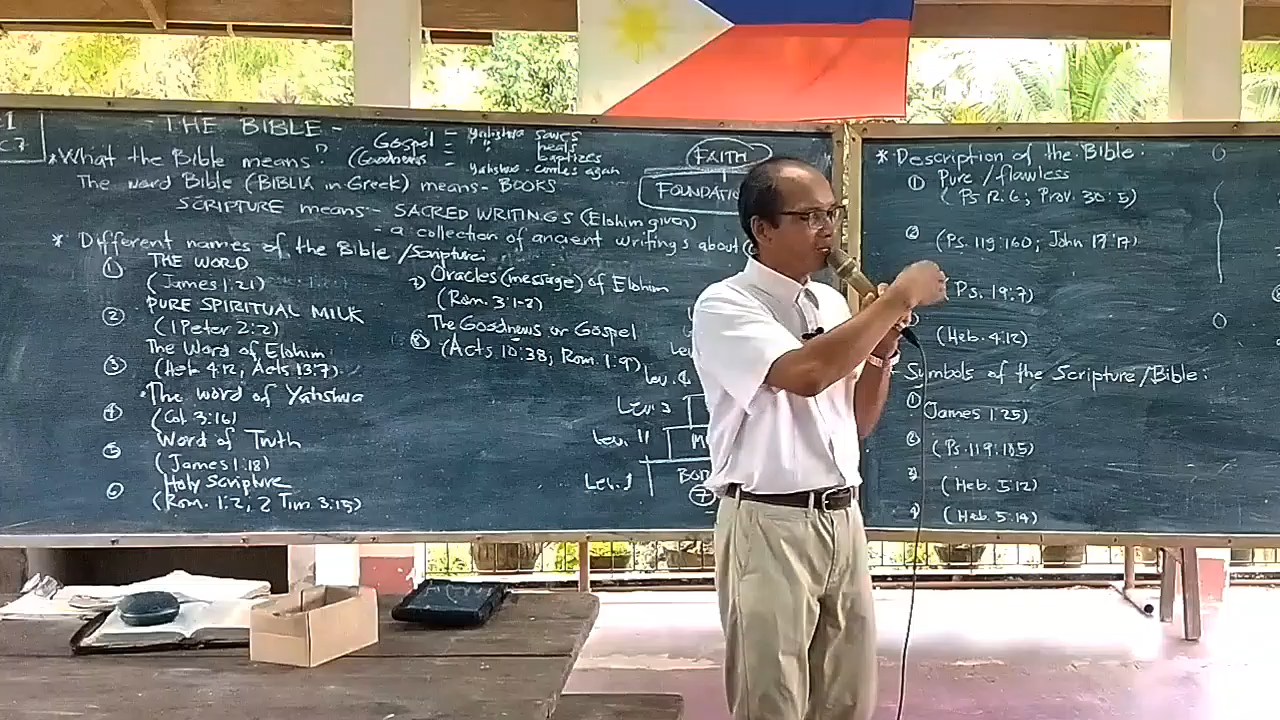 - THE BIBLE -
Gospel = Yahshua saves
(Goodnews = " heals
baptizes
Yahshua - comes again
* What the Bible means?
The word Bible (BIBLIA in Greek) means - BOOKS
SCRIPTURE means - SACRED WRITINGS (Elohim given)
- a collection of ancient writings about
* Different names of the Bible/Scripture:
① THE WORD
(James 1:21)
② PURE SPIRITUAL MILK
(1 Peter 2:2)
The Word of Elohim
③ (Heb 4:12, Acts 13:7)
The word of Yahshua
④ (Col. 3:16)
⑤ Word of Truth
(James 1:18)
⑥ Holy Scripture
(Rom. 1:2, 2 Tim. 3:15)
7) Oracles (message) of Elohim
(Rom. 3:1-2)
The Goodnews or Gospel
⑧ (Acts 10:38; Rom. 1:9)
FAITH
FOUNDATIO
Lev. 3
Lev. 11
Lev. 1
⑦
* Description of the Bible:
① Pure/flawless
(Ps 12:6; Prov. 30:5)
② (Ps. 119:160; John 17:17)
Ps. 19:7)
(Heb. 4:12)
- Symbols of the Scripture/Bible:
① James 1:25)
② (Ps. 119:105)
3) (Heb. 5:12)
4) (Heb. 5:14)